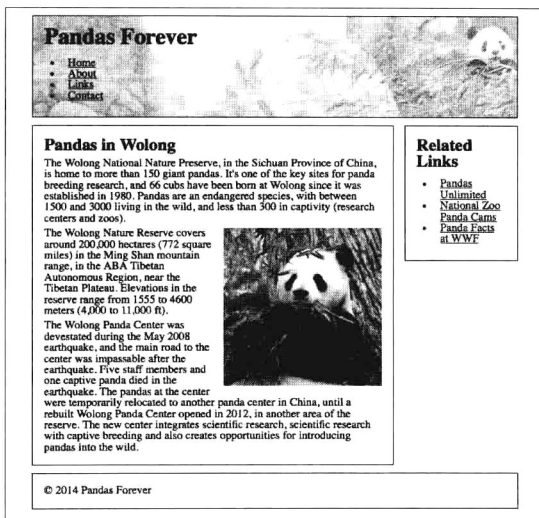 Pandas Forever
Home
About
Links
Contact
Pandas in Wolong
The Wolong National Nature Preserve, in the Sichuan Province of China,
is home to more than 150 giant pandas. It's one of the key sites for panda
breeding research, and 66 cubs have been born at Wolong since it was
established in 1980. Pandas are an endangered species, with between
1500 and 3000 living in the wild, and less than 300 in captivity (research
centers and zoos).
The Wolong Nature Reserve covers
around 200,000 hectares (772 square
miles) in the Ming Shan mountain
range, in the ABA Tibetan
Autonomous Region, near the
Tibetan Plateau. Elevations in the
reserve range from 1555 to 4600
meters (4,000 to 11,000 ft).
The Wolong Panda Center was
devestated during the May 2008
earthquake, and the main road to the
center was impassable after the
earthquake. Five staff members and
one captive panda died in the
earthquake. The pandas at the center
were temporarily relocated to another panda center in China, until a
rebuilt Wolong Panda Center opened in 2012, in another area of the
reserve. The new center integrates scientific research, scientific research
with captive breeding and also creates opportunities for introducing
pandas into the wild.
Related
Links
Pandas
Unlimited
National Zoo
Panda Cams
Panda Facts
at WWF
© 2014 Pandas Forever